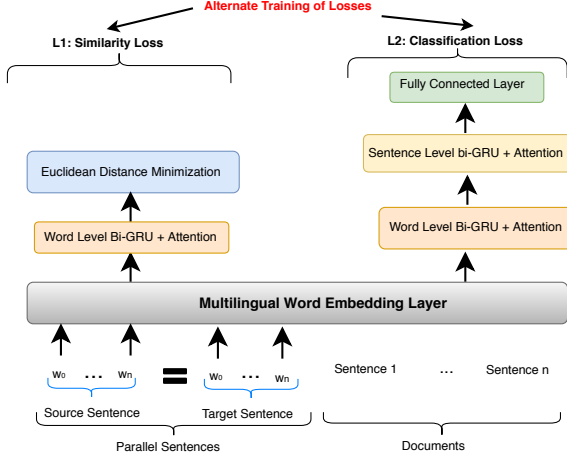 Alternate Training of Losses
L1: Similarity Loss
L2: Classification Loss
Fully Connected Layer
Sentence Level bi-GRU + Attention
Euclidean Distance Minimization
Word Level Bi-GRU + Attention
Word Level Bi-GRU + Attention
Multilingual Word Embedding Layer
w₀ ... wₙ = w₀ ... wₙ
Sentence 1 ... Sentence n
Source Sentence
Target Sentence
Parallel Sentences
Documents